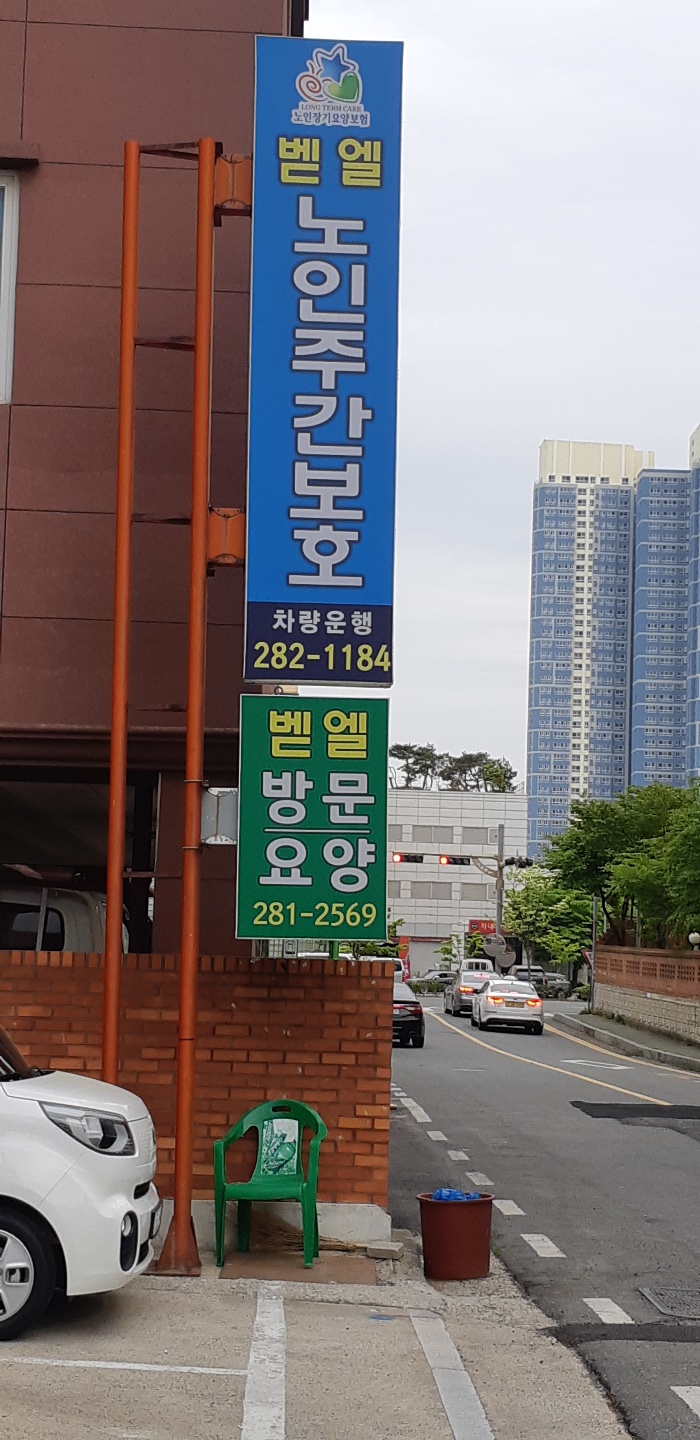 LONG TERM CARE
노인장기요양보험
벧엘
노인주간보호
차량운행
282-1184
벧엘
방문
요양
281-2569